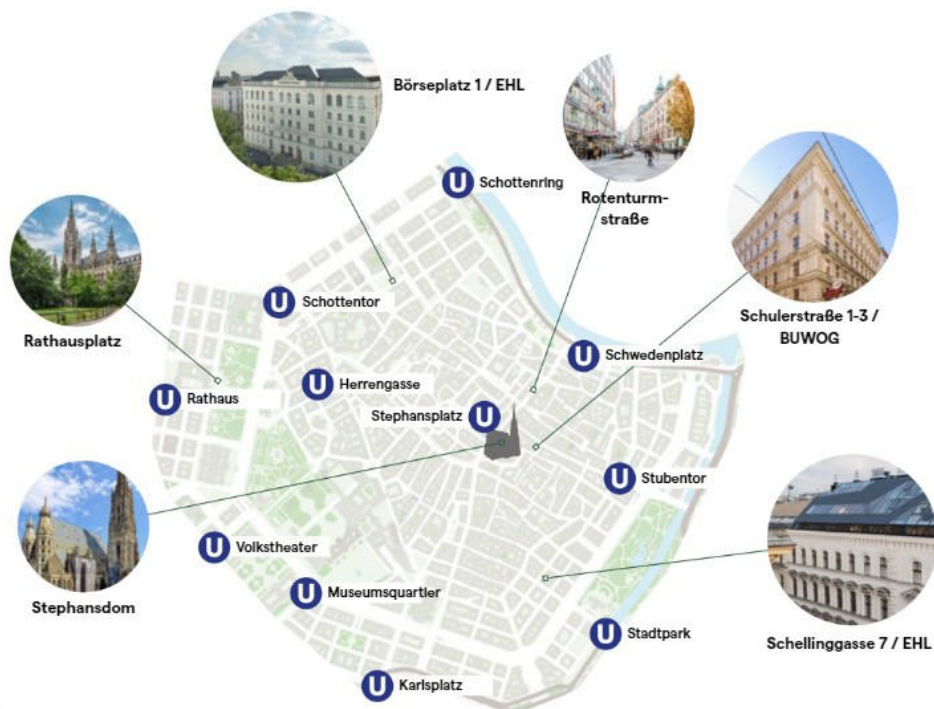 Börseplatz 1 / EHL
Rotenturm-
straße
U Schottenring
Schulerstraße 1-3 /
BUWOG
Rathausplatz
U Schottentor
U Schwedenplatz
U Herrengasse
U Rathaus
Stephansplatz U
U Stubentor
U Volkstheater
U Museumsquartier
Stephansdom
U Stadtpark
Schellinggasse 7 / EHL
U Karlsplatz